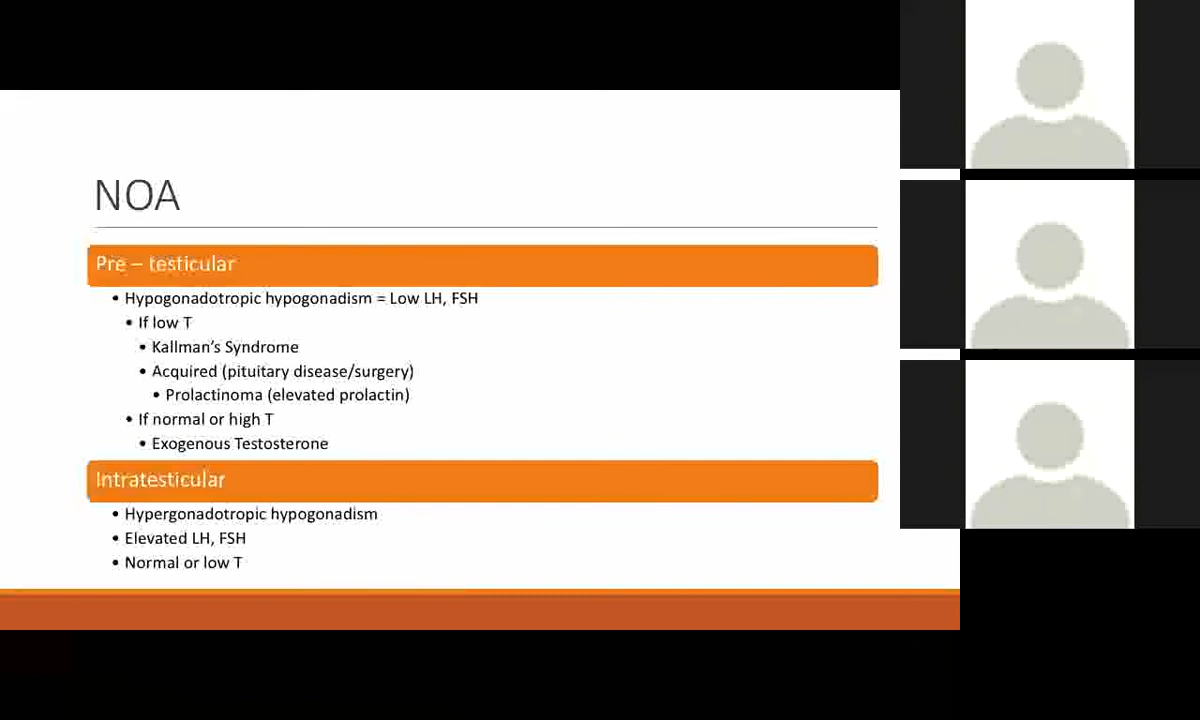 NOA
Pre – testicular
• Hypogonadotropic hypogonadism = Low LH, FSH
• If low T
• Kallman's Syndrome
• Acquired (pituitary disease/surgery)
• Prolactinoma (elevated prolactin)
• If normal or high T
• Exogenous Testosterone
Intratesticular
• Hypergonadotropic hypogonadism
• Elevated LH, FSH
• Normal or low T